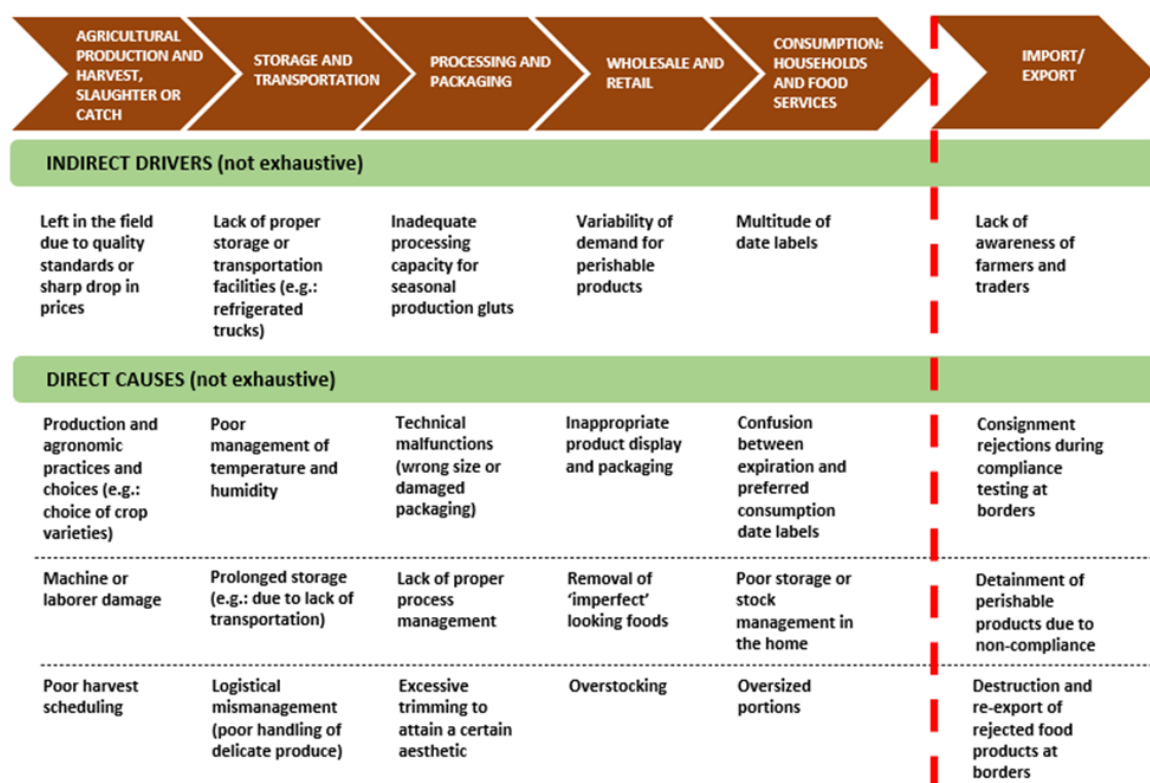 AGRICULTURAL
PRODUCTION AND
HARVEST,
SLAUGHTER OR
CATCH
STORAGE AND
TRANSPORTATION
PROCESSING AND
PACKAGING
WHOLESALE AND
RETAIL
CONSUMPTION:
HOUSEHOLDS
AND FOOD
SERVICES
IMPORT/
EXPORT
INDIRECT DRIVERS (not exhaustive)
Left in the field
due to quality
standards or
sharp drop in
prices
Lack of proper
storage or
transportation
facilities (e.g.:
refrigerated
trucks)
Inadequate
processing
capacity for
seasonal
production gluts
Variability of
demand for
perishable
products
Multitude of
date labels
Lack of
awareness of
farmers and
traders
DIRECT CAUSES (not exhaustive)
Production and
agronomic
practices and
choices (e.g.:
choice of crop
varieties)
Poor
management of
temperature and
humidity
Technical
malfunctions
(wrong size or
damaged
packaging)
Inappropriate
product display
and packaging
Confusion
between
expiration and
preferred
consumption
date labels
Consignment
rejections during
compliance
testing at
borders
Machine or
laborer damage
Prolonged storage
(e.g.: due to lack of
transportation)
Lack of proper
process
management
Removal of
‘imperfect’
looking foods
Poor storage or
stock
management in
the home
Detainment of
perishable
products due to
non-compliance
Poor harvest
scheduling
Logistical
mismanagement
(poor handling of
delicate produce)
Excessive
trimming to
attain a certain
aesthetic
Overstocking
Oversized
portions
Destruction and
re-export of
rejected food
products at
borders